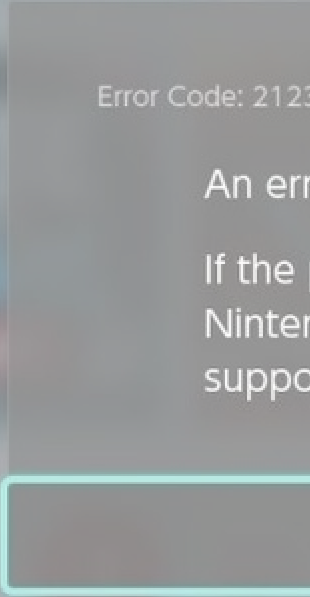 Error Code: 2123
An err
If the
Ninter
suppo